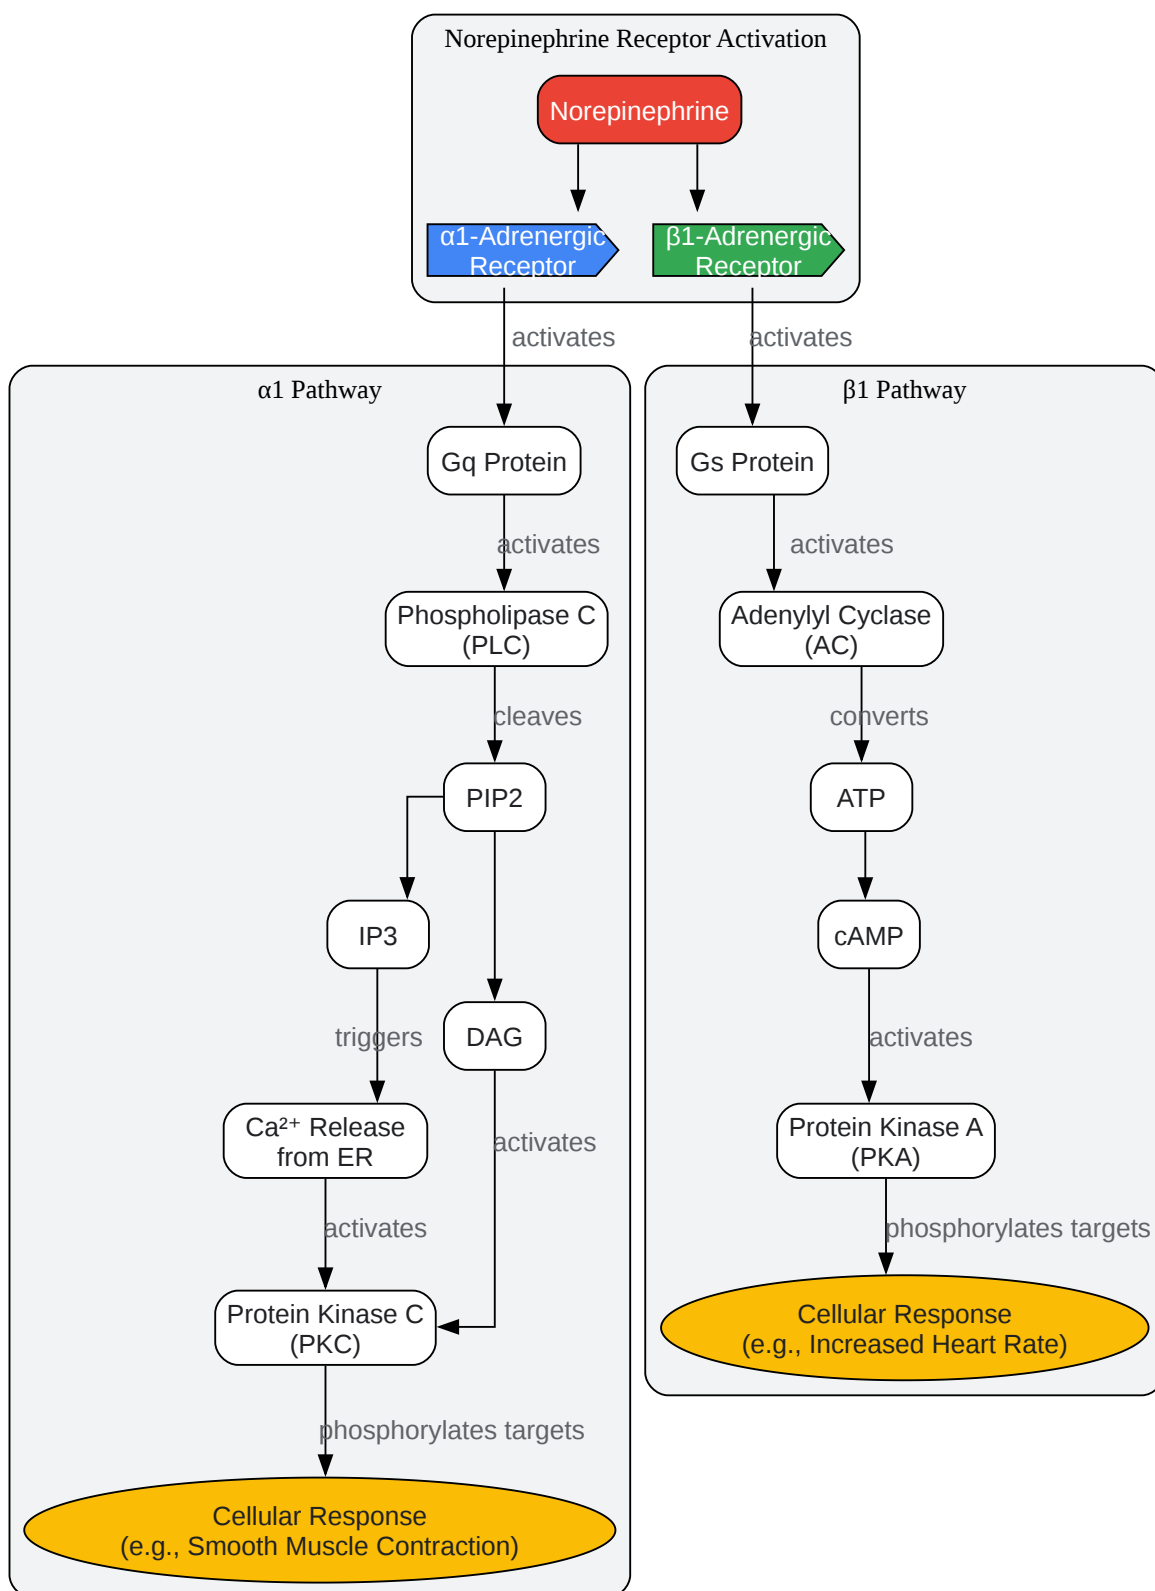 Norepinephrine Receptor Activation
Norepinephrine
α1-Adrenergic
Receptor
β1-Adrenergic
Receptor
activates
activates
α1 Pathway
Gq Protein
activates
Phospholipase C
(PLC)
cleaves
PIP2
IP3
triggers
DAG
Ca²⁺ Release
from ER
activates
activates
Protein Kinase C
(PKC)
phosphorylates targets
Cellular Response
(e.g., Smooth Muscle Contraction)
β1 Pathway
Gs Protein
activates
Adenylyl Cyclase
(AC)
converts
ATP
cAMP
activates
Protein Kinase A
(PKA)
phosphorylates targets
Cellular Response
(e.g., Increased Heart Rate)